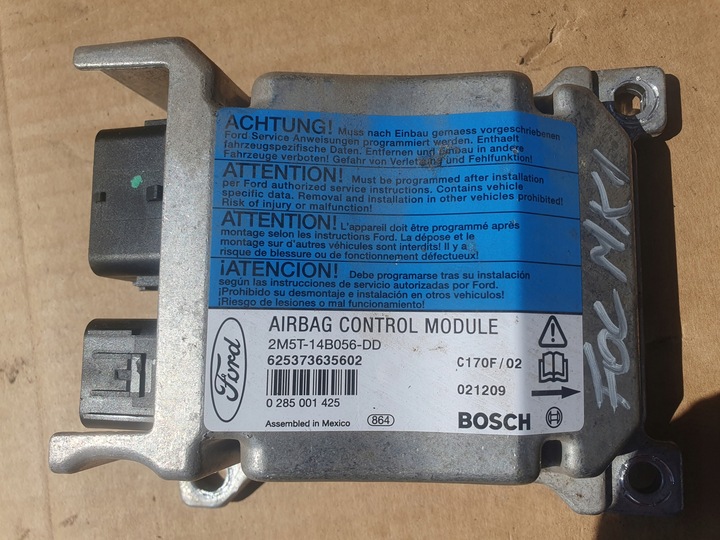 ACHTUNG! Muss nach Einbau gemaess vorgeschriebenen
Ford Service Anweisungen programmiert werden. Enthaelt
fahrzeugspezifische Daten. Entfernen und Einbau in andere
Fahrzeuge verboten! Gefahr von Verletzung und Fehlfunktion!
ATTENTION! Must be programmed after installation
per Ford authorized service instructions. Contains vehicle
specific data. Removal and installation in other vehicles prohibited!
Risk of injury or malfunction!
ATTENTION! L'appareil doit être programmé après
montage selon les instructions Ford. La dépose et le
montage sur d'autres véhicules sont interdits! Il y a
risque de blessure ou de fonctionnement défectueux!
¡ATENCION! Debe programarse tras su instalación
según las instrucciones de servicio autorizadas por Ford.
¡Prohibido su desmontaje e instalación en otros vehículos!
¡Riesgo de lesiones o mal funcionamiento!
Ford
AIRBAG CONTROL MODULE
2M5T-14B056-DD
625373635602
C170F/02
021209
0 285 001 425
Assembled in Mexico
864
BOSCH
FOC MK1